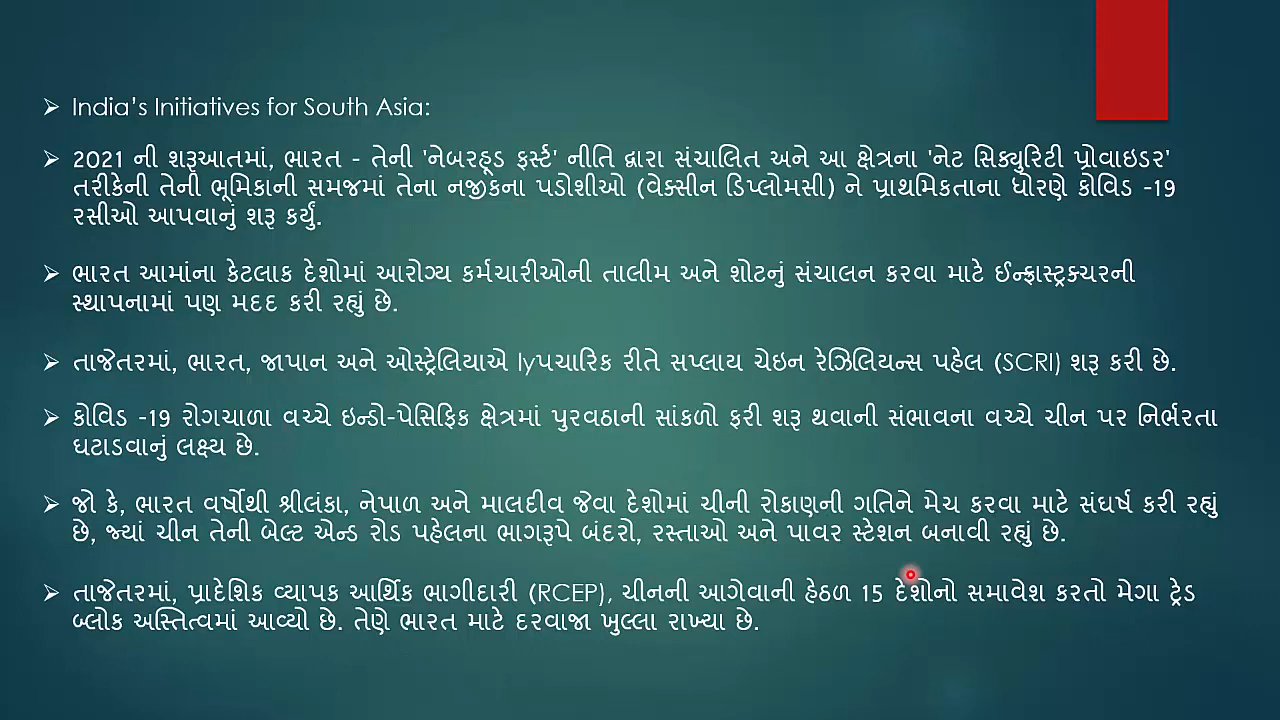 ➢ India's Initiatives for South Asia:
➢ 2021 ની શરૂઆતમાં, ભારત - તેની 'નેબરહૂડ ફર્સ્ટ' નીતિ દ્વારા સંચાલિત અને આ ક્ષેત્રના 'નેટ સિક્યુરિટી પ્રોવાઇડર'
તરીકેની તેની ભૂમિકાની સમજમાં તેના નજીકના પડોશીઓ (વેક્સીન ડિપ્લોમસી) ને પ્રાથમિકતાના ધોરણે કોવિડ -19
રસીઓ આપવાનું શરૂ કર્યું.
➢ ભારત આમાંના કેટલાક દેશોમાં આરોગ્ય કર્મચારીઓની તાલીમ અને શોટનું સંચાલન કરવા માટે ઈન્ફ્રાસ્ટ્રક્ચરની
સ્થાપનામાં પણ મદદ કરી રહ્યું છે.
➢ તાજેતરમાં, ભારત, જાપાન અને ઓસ્ટ્રેલિયાએ lyપચારિક રીતે સપ્લાય ચેઇન રેઝિલિયન્સ પહેલ (SCRI) શરૂ કરી છે.
➢ કોવિડ -19 રોગચાળા વચ્ચે ઇન્ડો-પેસિફિક ક્ષેત્રમાં પુરવઠાની સાંકળો ફરી શરૂ થવાની સંભાવના વચ્ચે ચીન પર નિર્ભરતા
ઘટાડવાનું લક્ષ્ય છે.
➢ જો કે, ભારત વર્ષોથી શ્રીલંકા, નેપાળ અને માલદીવ જેવા દેશોમાં ચીની રોકાણની ગતિને મેચ કરવા માટે સંઘર્ષ કરી રહ્યું
છે, જ્યાં ચીન તેની બેલ્ટ એન્ડ રોડ પહેલના ભાગરૂપે બંદરો, રસ્તાઓ અને પાવર સ્ટેશન બનાવી રહ્યું છે.
➢ તાજેતરમાં, પ્રાદેશિક વ્યાપક આર્થિક ભાગીદારી (RCEP), ચીનની આગેવાની હેઠળ 15 દેશોનો સમાવેશ કરતો મેગા ટ્રેડ
બ્લોક અસ્તિત્વમાં આવ્યો છે. તેણે ભારત માટે દરવાજા ખુલ્લા રાખ્યા છે.